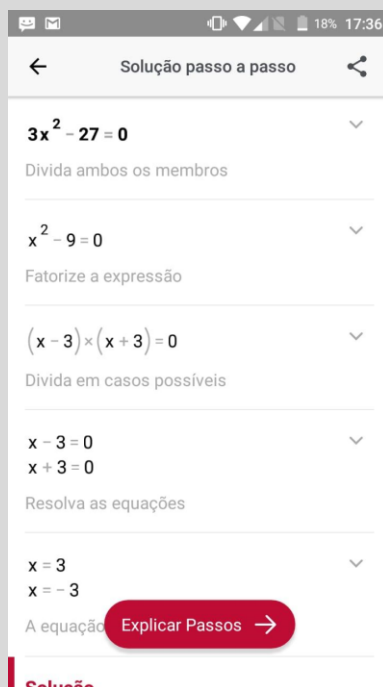 18% 17:36
Solução passo a passo
3x² - 27 = 0
Divida ambos os membros
x² - 9 = 0
Fatorize a expressão
(x - 3)×(x + 3) = 0
Divida em casos possíveis
x - 3 = 0
x + 3 = 0
Resolva as equações
x = 3
x = - 3
A equação
Explicar Passos →
Solução